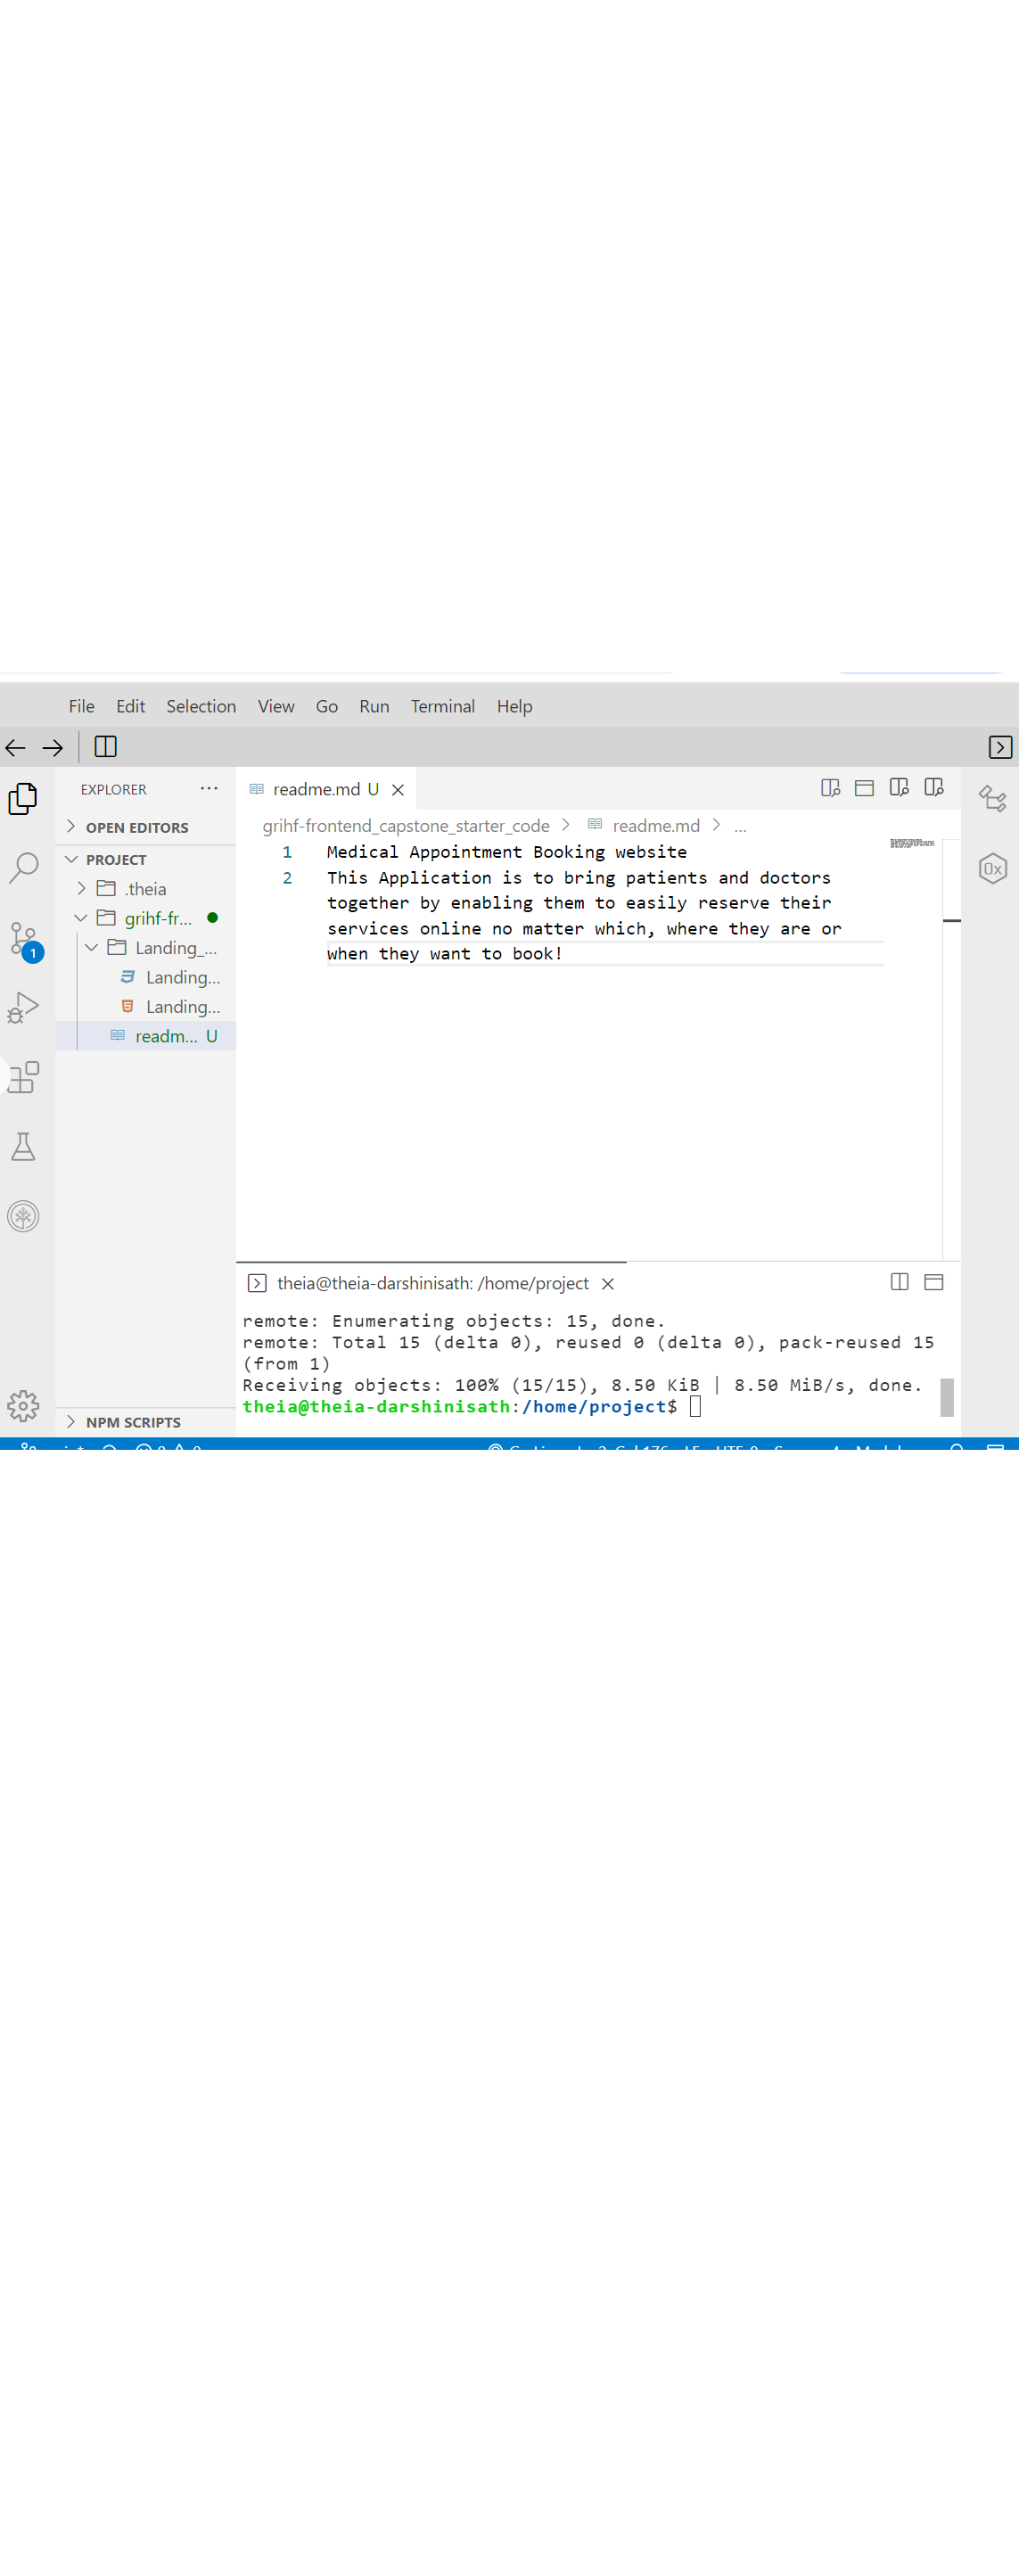 File Edit Selection View Go Run Terminal Help
EXPLORER
OPEN EDITORS
PROJECT
.theia
grihf-fr...
Landing_...
Landing...
Landing...
readm... U
NPM SCRIPTS
1
readme.md U
grihf-frontend_capstone_starter_code > readme.md > ...
1 Medical Appointment Booking website
2 This Application is to bring patients and doctors
together by enabling them to easily reserve their
services online no matter which, where they are or
when they want to book!
0x
theia@theia-darshinisath: /home/project
remote: Enumerating objects: 15, done.
remote: Total 15 (delta 0), reused 0 (delta 0), pack-reused 15
(from 1)
Receiving objects: 100% (15/15), 8.50 KiB | 8.50 MiB/s, done.
theia@theia-darshinisath:/home/project$